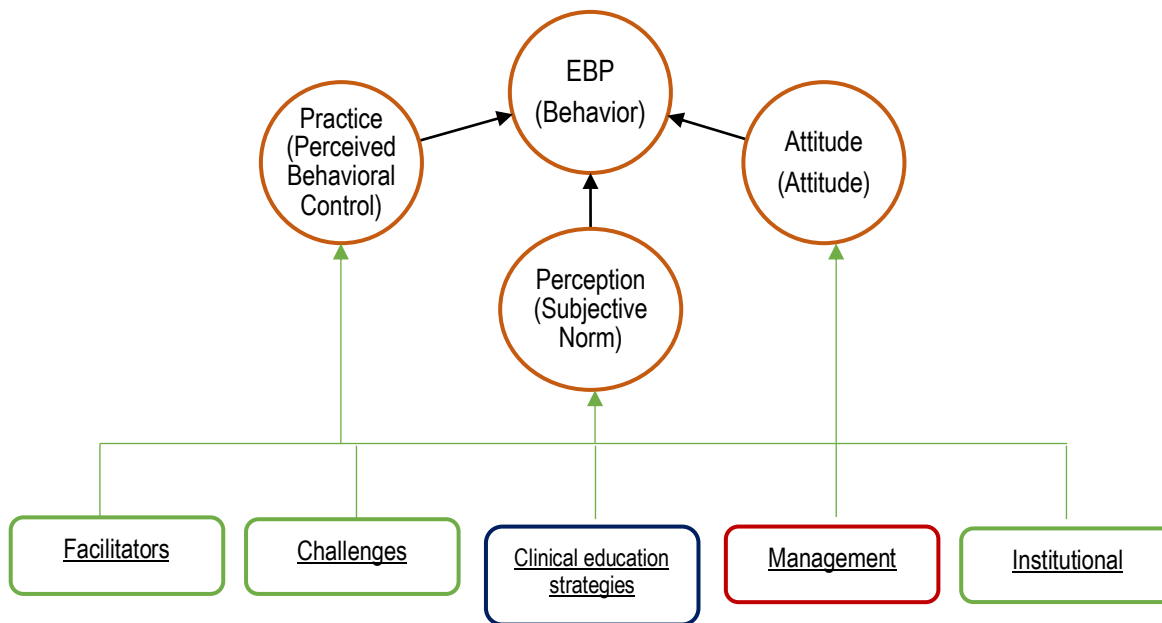 EBP
(Behavior)
Practice
(Perceived
Behavioral
Control)
Attitude
(Attitude)
Perception
(Subjective
Norm)
Facilitators
Challenges
Clinical education
strategies
Management
Institutional